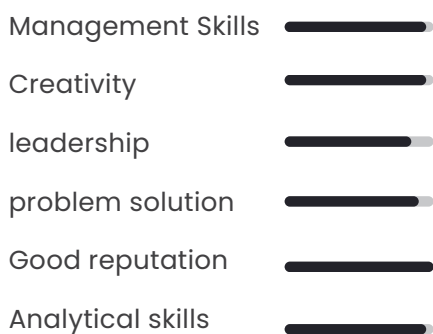 Management Skills
Creativity
leadership
problem solution
Good reputation
Analytical skills